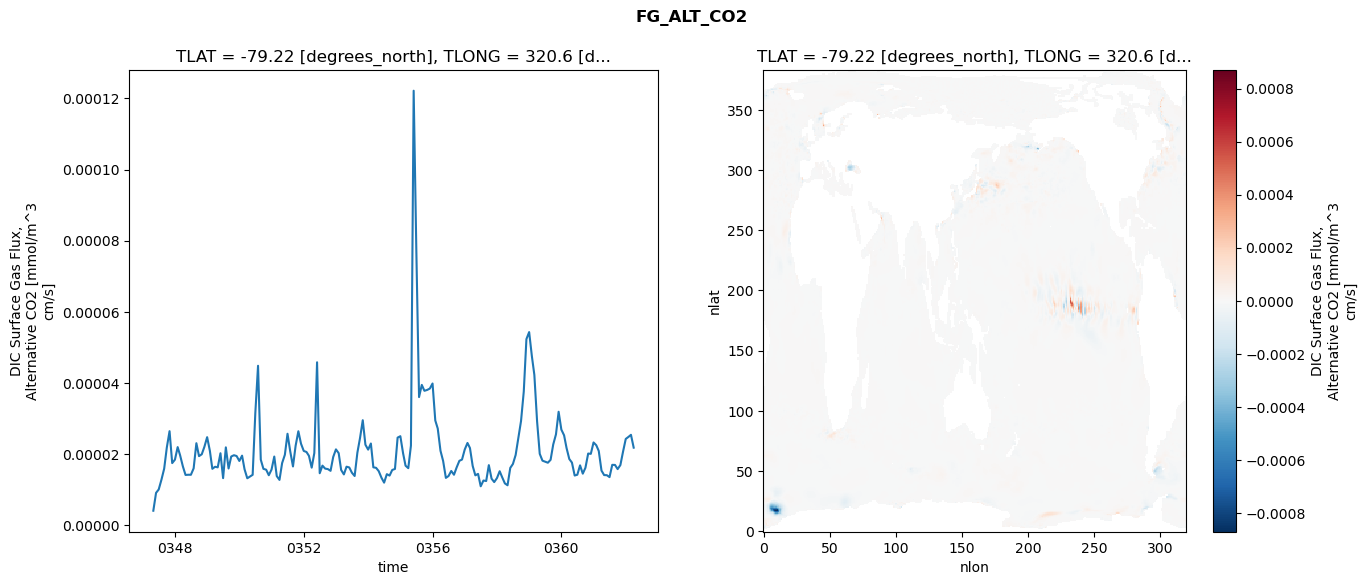 FG_ALT_CO2
TLAT = -79.22 [degrees_north], TLONG = 320.6 [d...
0.00012
0.00010
0.00008
0.00006
0.00004
0.00002
0.00000
DIC Surface Gas Flux,
Alternative CO2 [mmol/m^3
cm/s]
0348
0352
0356
0360
time
TLAT = -79.22 [degrees_north], TLONG = 320.6 [d...
350
300
250
200
150
100
50
0
nlat
0
50
100
150
200
250
300
nlon
0.0008
0.0006
0.0004
0.0002
0.0000
−0.0002
−0.0004
−0.0006
−0.0008
DIC Surface Gas Flux,
Alternative CO2 [mmol/m^3
cm/s]